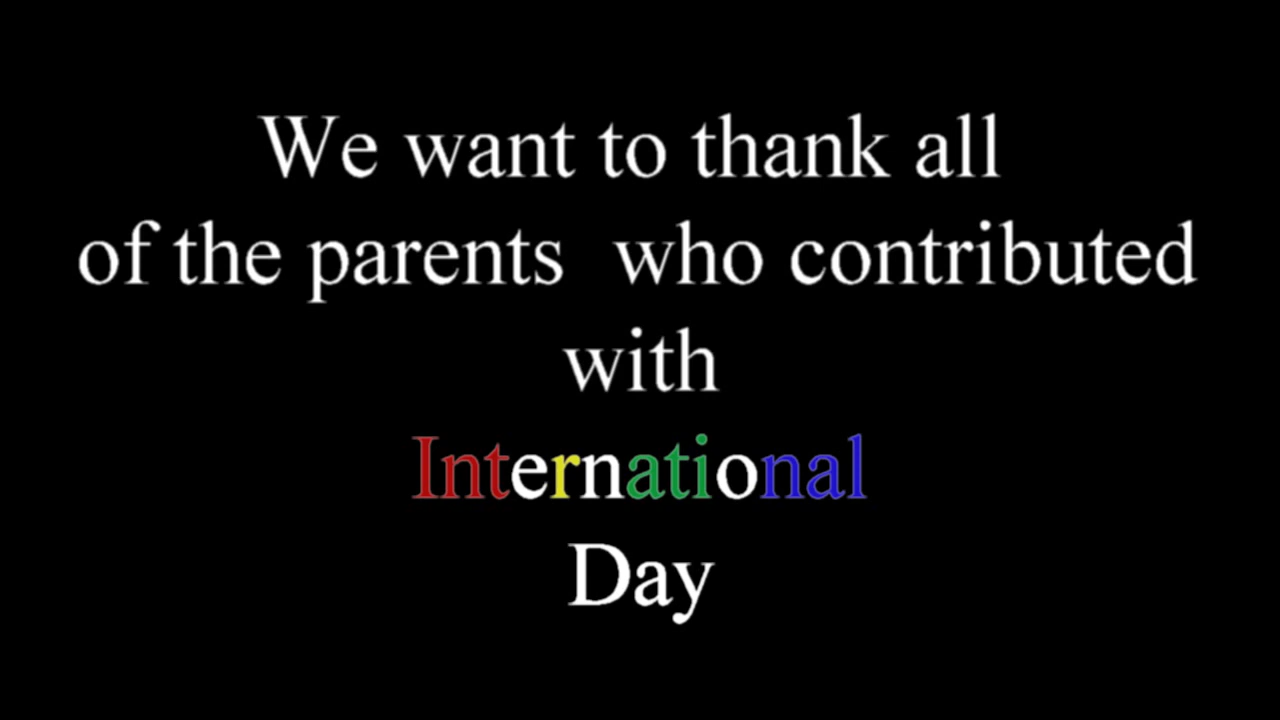 We want to thank all
of the parents  who contributed
with
International
Day